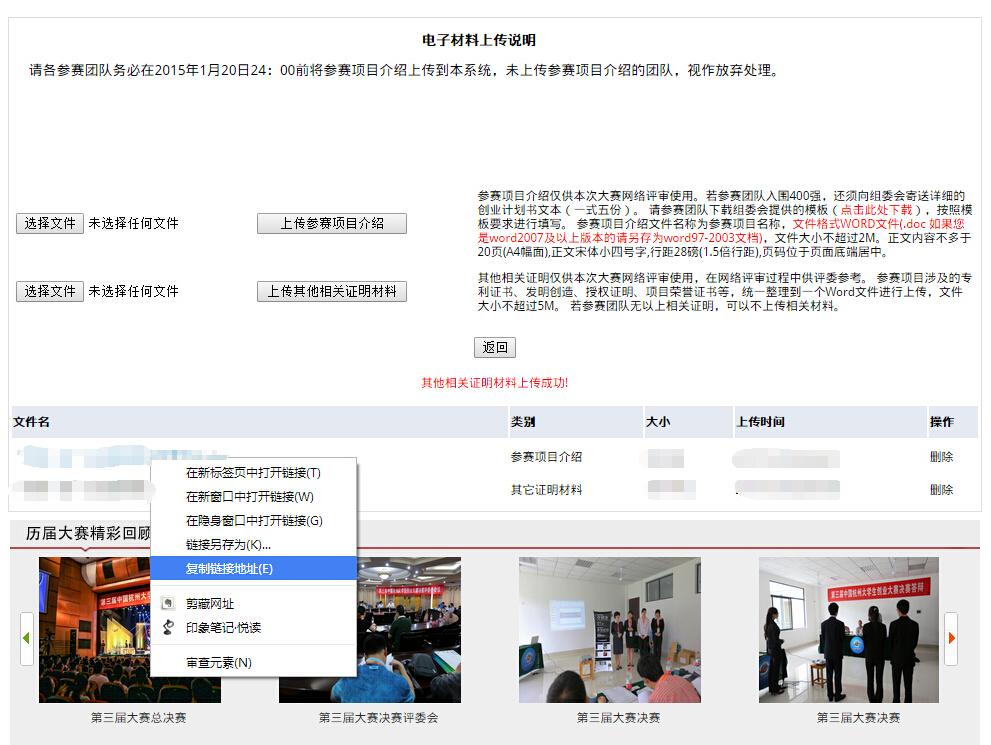 电子材料上传说明
请各参赛团队务必在2015年1月20日24：00前将参赛项目介绍上传到本系统，未上传参赛项目介绍的团队，视作放弃处理。
选择文件 未选择任何文件 上传参赛项目介绍
参赛项目介绍仅供本次大赛网络评审使用。若参赛团队入围400强，还须向组委会寄送详细的
创业计划书文本（一式五份）。 请参赛团队下载组委会提供的模板（点击此处下载），按照模
板要求进行填写。 参赛项目介绍文件名称为参赛项目名称，文件格式WORD文件(.doc 如果您
是word2007及以上版本的请另存为word97-2003文档)，文件大小不超过2M。正文内容不多于
20页(A4幅面),正文宋体小四号字,行距28磅(1.5倍行距),页码位于页面底端居中。
选择文件 未选择任何文件 上传其他相关证明材料
其他相关证明仅供本次大赛网络评审使用，在网络评审过程中供评委参考。 参赛项目涉及的专
利证书、发明创造、授权证明、项目荣誉证书等，统一整理到一个Word文件进行上传，文件
大小不超过5M。 若参赛团队无以上相关证明，可以不上传相关材料。
返回
其他相关证明材料上传成功!
文件名 类别 大小 上传时间 操作
参赛项目介绍 删除
其它证明材料 删除
在新标签页中打开链接(T)
在新窗口中打开链接(W)
在隐身窗口中打开链接(G)
链接另存为(K)...
复制链接地址(E)
剪藏网址
印象笔记·悦读
审查元素(N)
历届大赛精彩回顾
第三届中国杭州大学
第三届中国杭州大学生创业大赛决赛答辩
第三届大赛总决赛 第三届大赛决赛评委会 第三届大赛决赛 第三届大赛决赛